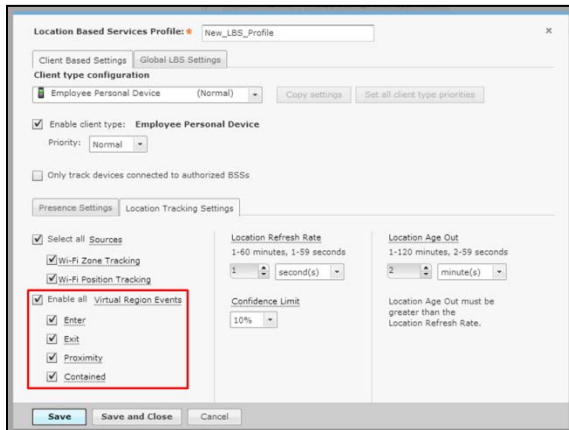 Location Based Services Profile:* New_LBS_Profile x
Client Based Settings Global LBS Settings
Client type configuration
Employee Personal Device (Normal) Copy settings Set all client type priorities
Enable client type: Employee Personal Device
Priority: Normal
Only track devices connected to authorized BSSs
Presence Settings Location Tracking Settings
Select all Sources
Wi-Fi Zone Tracking
Wi-Fi Position Tracking
Enable all Virtual Region Events
Enter
Exit
Proximity
Contained
Location Refresh Rate
1-60 minutes, 1-59 seconds
1 second(s)
Confidence Limit
10%
Location Age Out
1-120 minutes, 2-59 seconds
2 minute(s)
Location Age Out must be
greater than the
Location Refresh Rate.
Save Save and Close Cancel